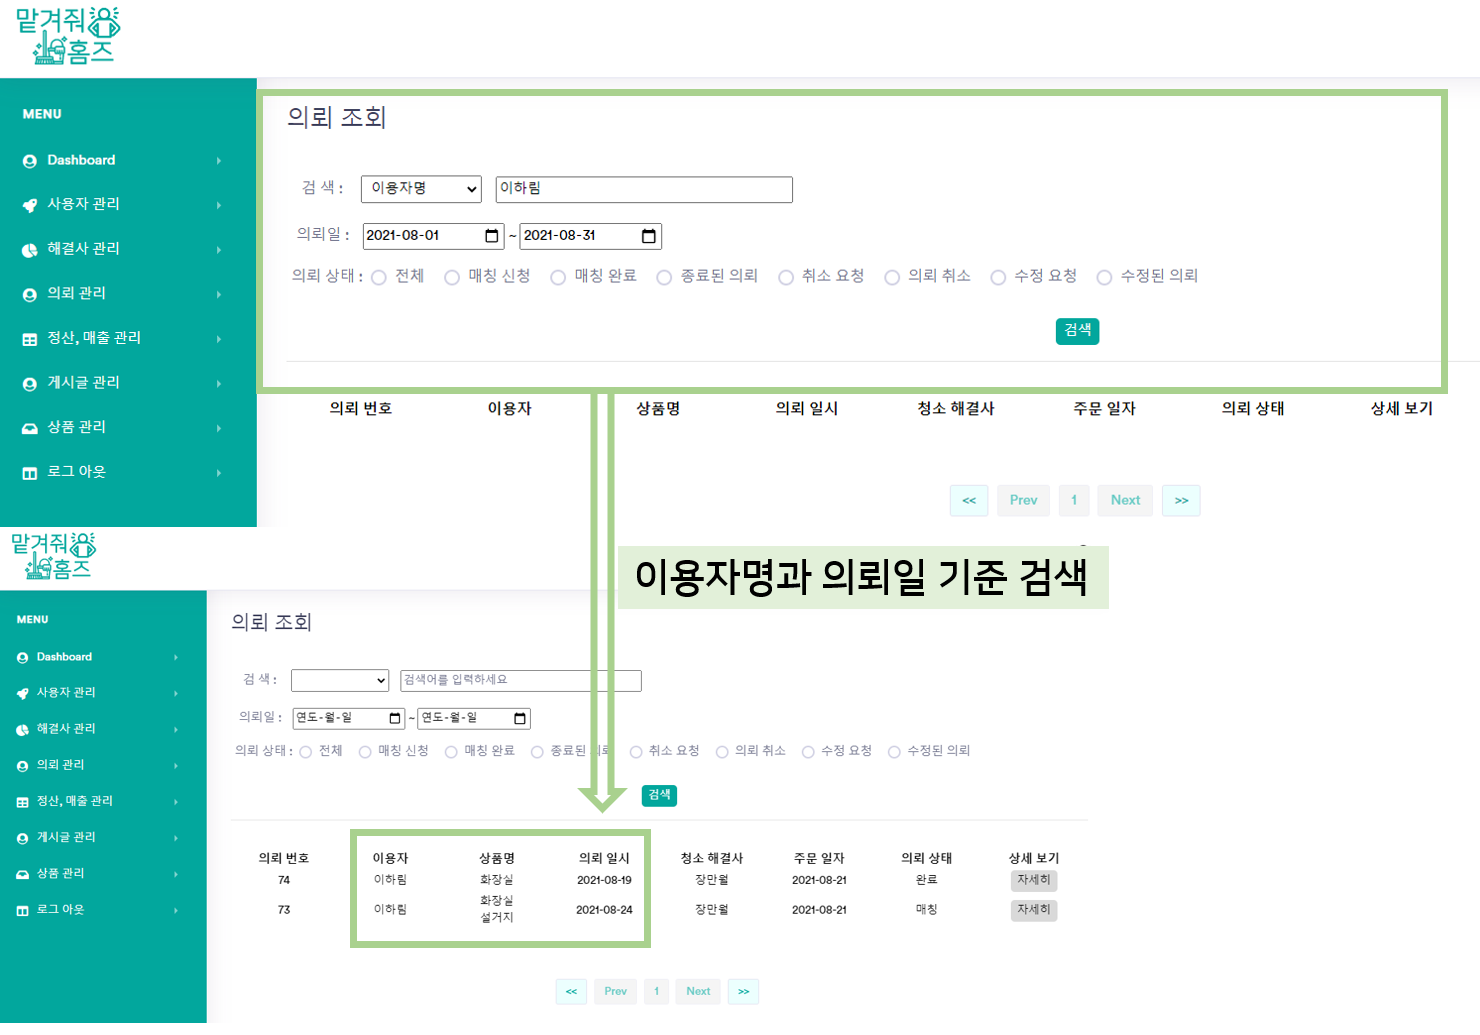 맡겨줘
홈즈
MENU
Dashboard
사용자 관리
해결사 관리
의뢰 관리
정산, 매출 관리
게시글 관리
상품 관리
로그 아웃
의뢰 조회
검 색 : 이용자명 이하림
의뢰일 : 2021-08-01 ~ 2021-08-31
의뢰 상태 : 전체 매칭 신청 매칭 완료 종료된 의뢰 취소 요청 의뢰 취소 수정 요청 수정된 의뢰
검색
의뢰 번호 이용자 상품명 의뢰 일시 청소 해결사 주문 일자 의뢰 상태 상세 보기
<< Prev 1 Next >>
이용자명과 의뢰일 기준 검색
맡겨줘
홈즈
MENU
Dashboard
사용자 관리
해결사 관리
의뢰 관리
정산, 매출 관리
게시글 관리
상품 관리
로그 아웃
의뢰 조회
검 색 : 검색어를 입력하세요
의뢰일 : 연도-월-일 ~ 연도-월-일
의뢰 상태 : 전체 매칭 신청 매칭 완료 종료된 의뢰 취소 요청 의뢰 취소 수정 요청 수정된 의뢰
검색
의뢰 번호 이용자 상품명 의뢰 일시 청소 해결사 주문 일자 의뢰 상태 상세 보기
74 이하림 화장실 2021-08-19 장만월 2021-08-21 완료 자세히
73 이하림 화장실 설거지 2021-08-24 장만월 2021-08-21 매칭 자세히
<< Prev 1 Next >>